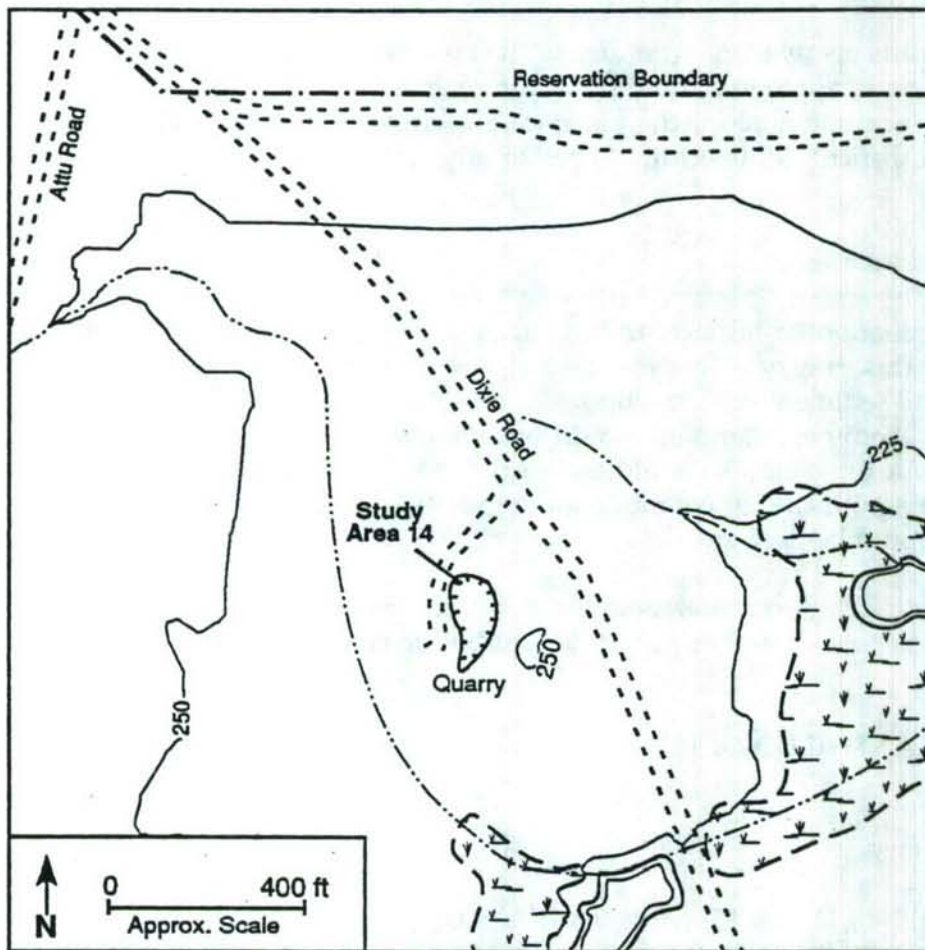 Reservation Boundary
Attu Road
Dixie Road
225
Study
Area 14
250
Quarry
250
0 400 ft
N
Approx. Scale